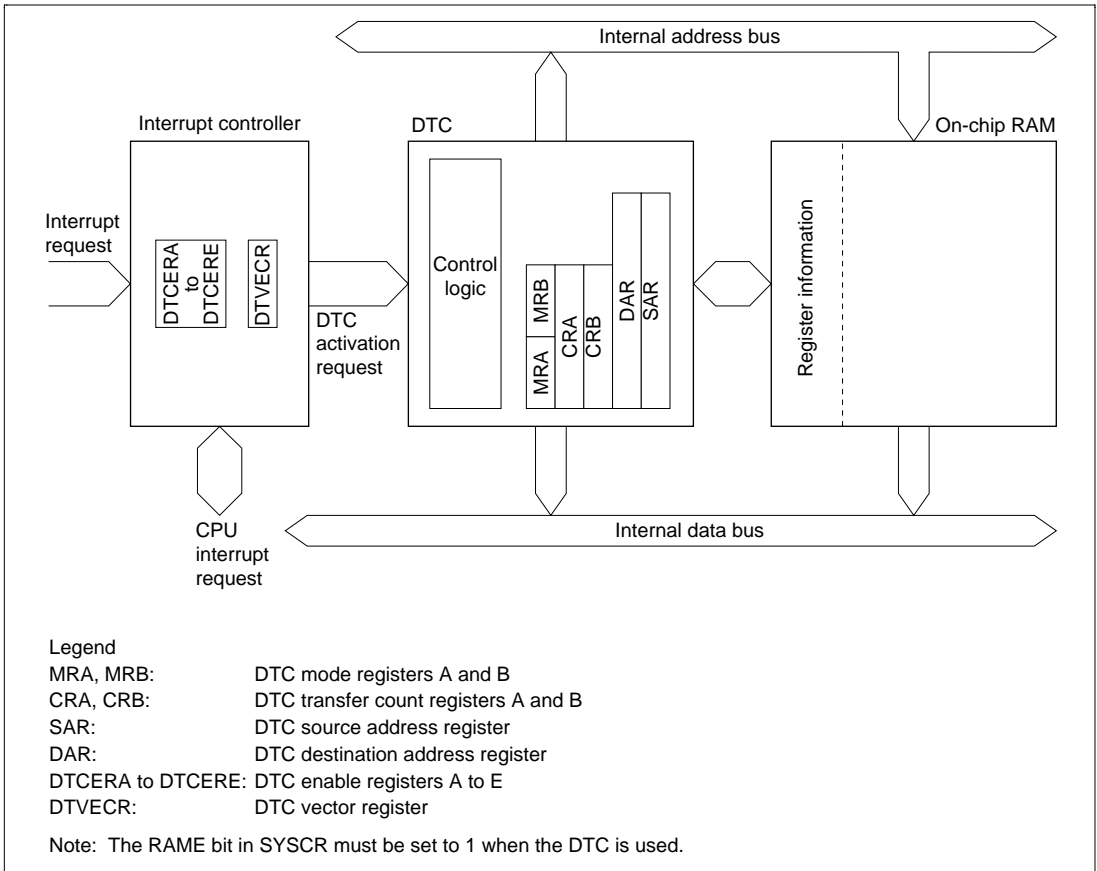 Internal address bus
Interrupt controller
DTC
On-chip RAM
Interrupt
request
DTCERA
to
DTCERE
DTVECR
DTC
activation
request
Control
logic
MRA
MRB
CRA
CRB
DAR
SAR
Register information
CPU
interrupt
request
Internal data bus
Legend
MRA, MRB: DTC mode registers A and B
CRA, CRB: DTC transfer count registers A and B
SAR: DTC source address register
DAR: DTC destination address register
DTCERA to DTCERE: DTC enable registers A to E
DTVECR: DTC vector register
Note: The RAME bit in SYSCR must be set to 1 when the DTC is used.